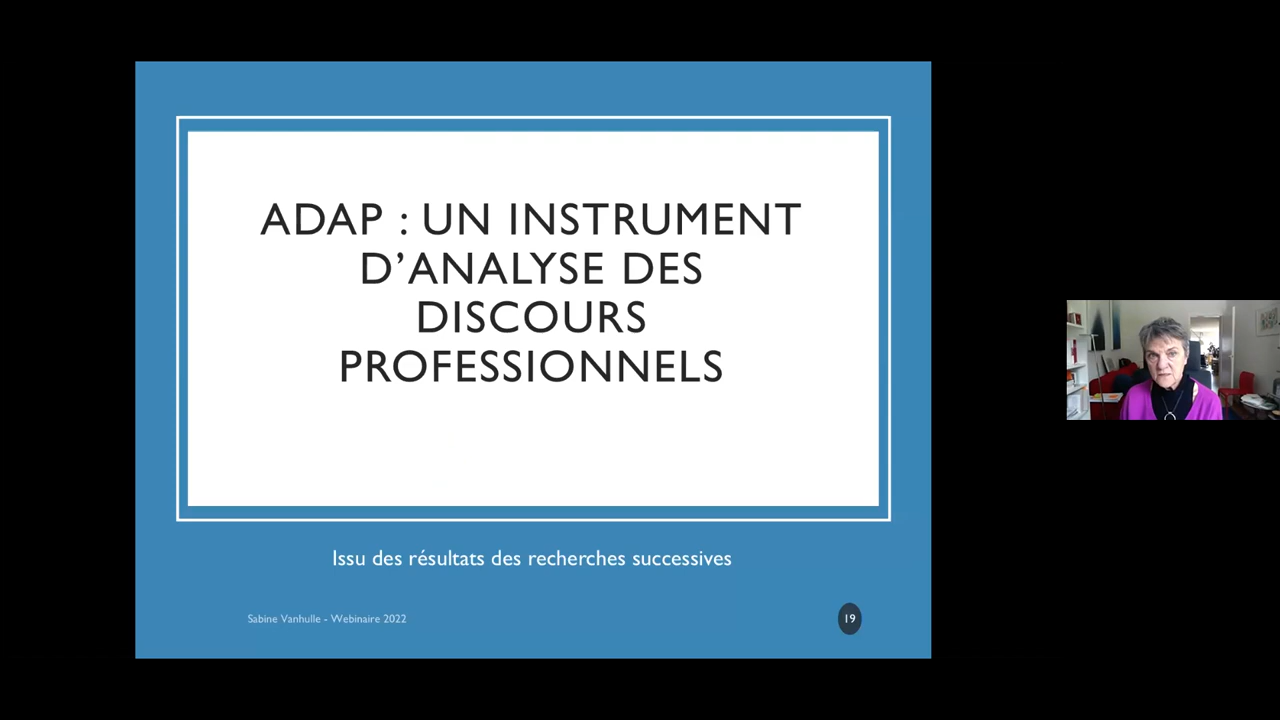 ADAP : UN INSTRUMENT
D’ANALYSE DES
DISCOURS
PROFESSIONNELS
Issu des résultats des recherches successives
Sabine Vanhulle - Webinaire 2022
19